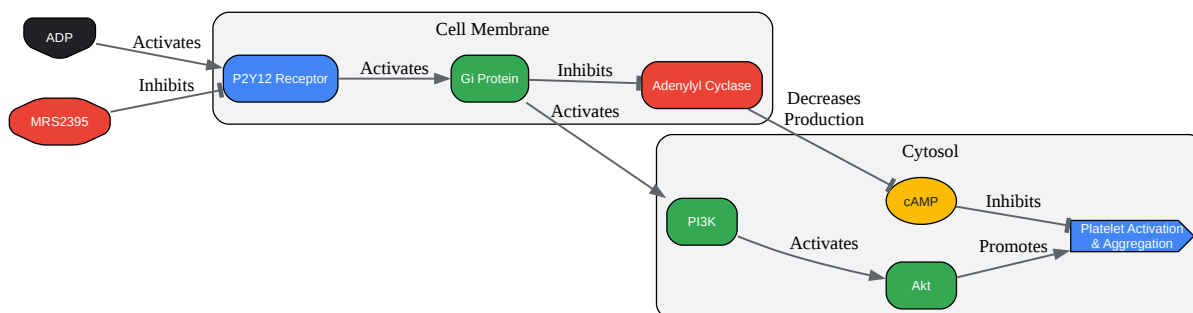 Cell Membrane
ADP
Activates
P2Y12 Receptor
Activates
Gi Protein
Inhibits
Adenylyl Cyclase
Inhibits
MRS2395
Activates
Decreases
Production
Cytosol
cAMP
Inhibits
PI3K
Platelet Activation
& Aggregation
Activates
Promotes
Akt